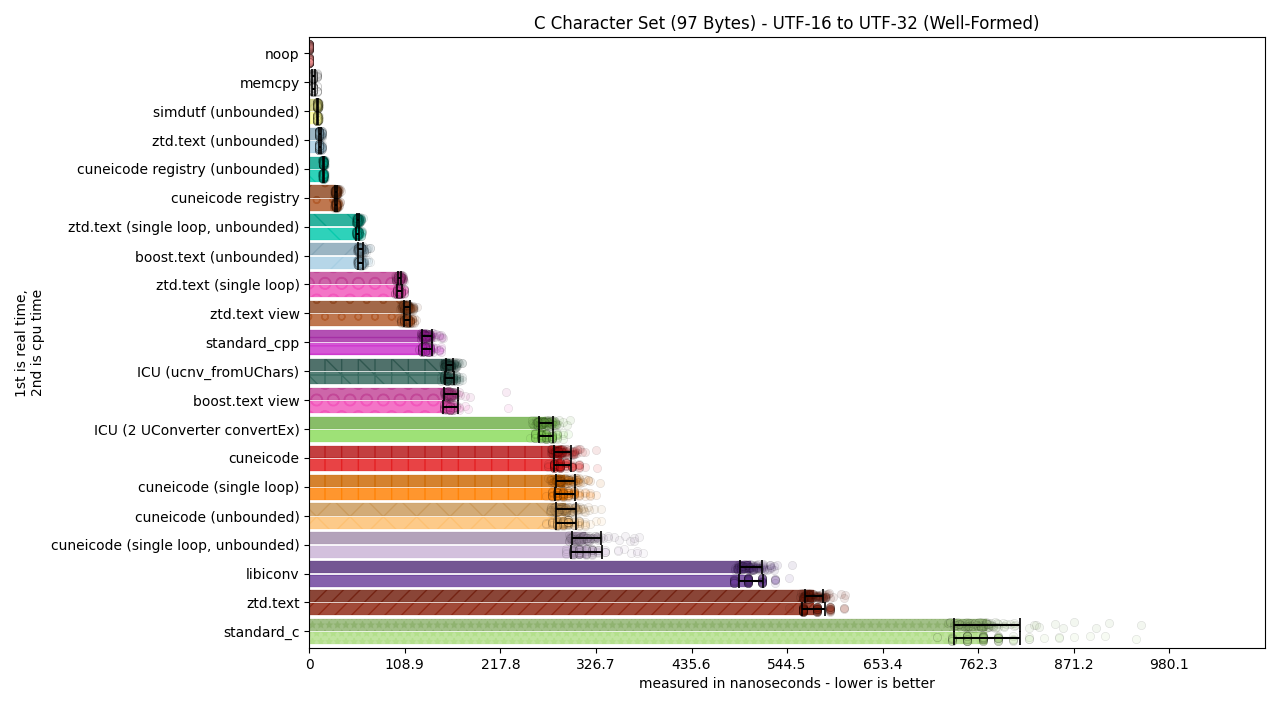 C Character Set (97 Bytes) - UTF-16 to UTF-32 (Well-Formed)
1st is real time,
2nd is cpu time
noop
memcpy
simdutf (unbounded)
ztd.text (unbounded)
cuneicode registry (unbounded)
cuneicode registry
ztd.text (single loop, unbounded)
boost.text (unbounded)
ztd.text (single loop)
ztd.text view
standard_cpp
ICU (ucnv_fromUChars)
boost.text view
ICU (2 UConverter convertEx)
cuneicode
cuneicode (single loop)
cuneicode (unbounded)
cuneicode (single loop, unbounded)
libiconv
ztd.text
standard_c
0 108.9 217.8 326.7 435.6 544.5 653.4 762.3 871.2 980.1
measured in nanoseconds - lower is better